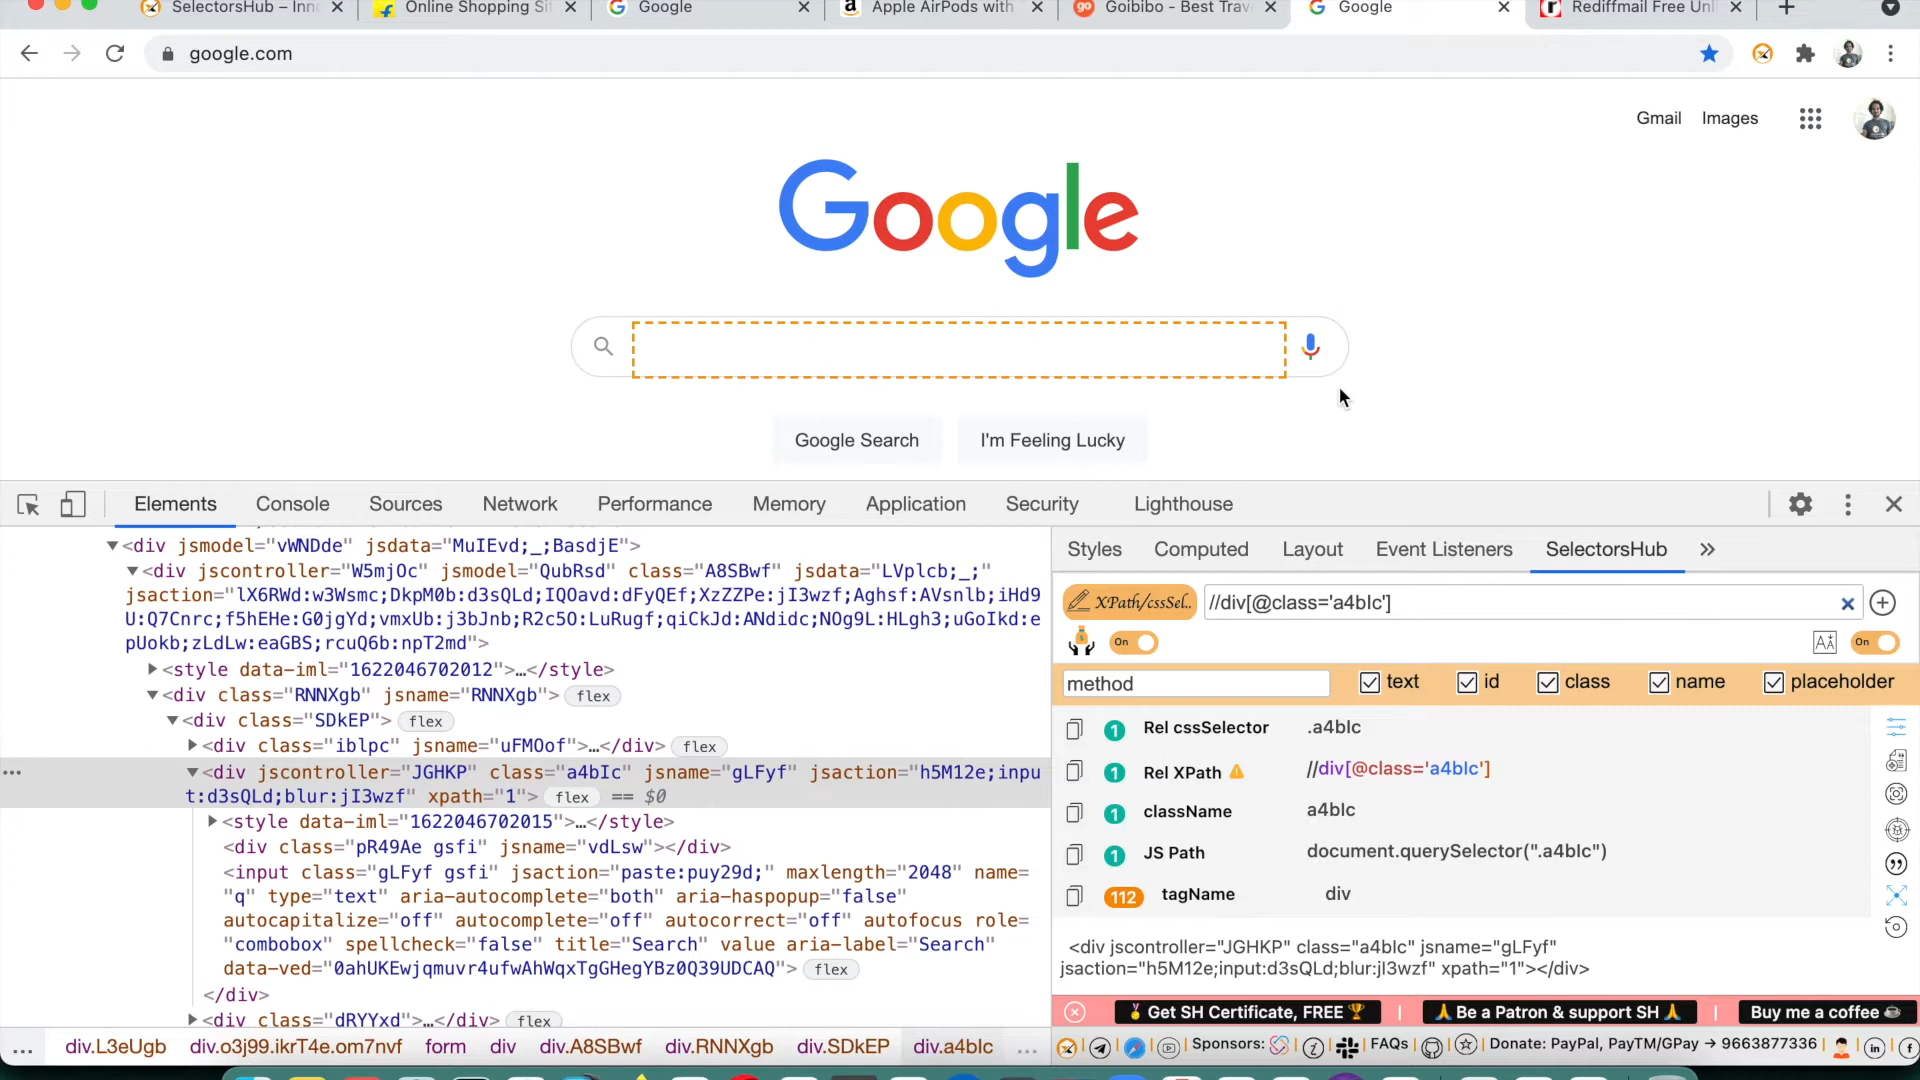 SelectorsHub – Inno
Online Shopping Sit
Google
Apple AirPods with
Goibibo - Best Trav
Google
Rediffmail Free Unl
google.com
Gmail Images
Google
Google Search
I'm Feeling Lucky
Elements Console Sources Network Performance Memory Application Security Lighthouse
<div jsmodel="vWNDde" jsdata="MuIEvd;_;BasdjE">
<div jscontroller="W5mjOc" jsmodel="QubRsd" class="A8SBwf" jsdata="LVplcb;_;"
jsaction="lX6RWd:w3Wsmc;DkpM0b:d3sQLd;IQOavd:dFyQEf;XzZZPe:jI3wzf;Aghsf:AVsnlb;iHd9
U:Q7Cnrc;f5hEHe:G0jgYd;vmxUb:j3bJnb;R2c5O:LuRugf;qiCkJd:ANdidc;NOg9L:HLgh3;uGoIkd:e
pUokb;zLdLw:eaGBS;rcuQ6b:npT2md">
<style data-iml="1622046702012">…</style>
<div class="RNNXgb" jsname="RNNXgb"> flex
<div class="SDkEP"> flex
<div class="iblpc" jsname="uFMOof">…</div> flex
<div jscontroller="JGHKP" class="a4bIc" jsname="gLFyf" jsaction="h5M12e;inpu
t:d3sQLd;blur:jI3wzf" xpath="1"> flex == $0
<style data-iml="1622046702015">…</style>
<div class="pR49Ae gsfi" jsname="vdLsw"></div>
<input class="gLFyf gsfi" jsaction="paste:puy29d;" maxlength="2048" name=
"q" type="text" aria-autocomplete="both" aria-haspopup="false"
autocapitalize="off" autocomplete="off" autocorrect="off" autofocus role=
"combobox" spellcheck="false" title="Search" value aria-label="Search"
data-ved="0ahUKEwjqmuvr4ufwAhWqxTgGHegYBz0Q39UDCAQ"> flex
</div>
<div class="dRYYxd">…</div> flex
... div.L3eUgb div.o3j99.ikrT4e.om7nvf form div div.A8SBwf div.RNNXgb div.SDkEP div.a4bIc ...
Styles Computed Layout Event Listeners SelectorsHub »
XPath/cssSel..
//div[@class='a4bIc']
On
On
method
text id class name placeholder
1 Rel cssSelector .a4bIc
1 Rel XPath //div[@class='a4bIc']
1 className a4bIc
1 JS Path document.querySelector(".a4bIc")
112 tagName div
<div jscontroller="JGHKP" class="a4bIc" jsname="gLFyf"
jsaction="h5M12e;input:d3sQLd;blur:jI3wzf" xpath="1"></div>
Get SH Certificate, FREE | Be a Patron & support SH | Buy me a coffee
Sponsors: | FAQs | Donate: PayPal, PayTM/GPay → 9663877336 |